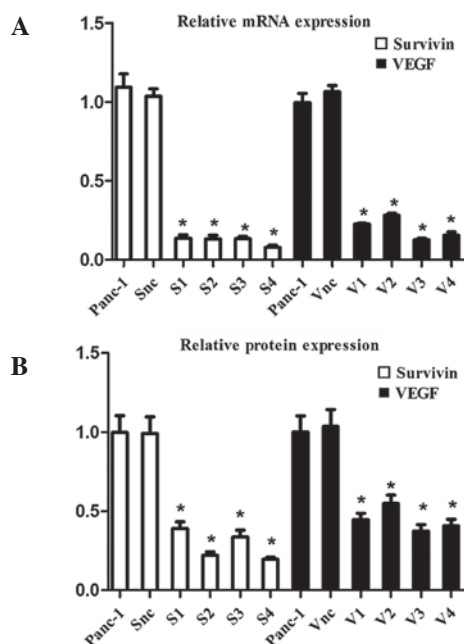 A
Relative mRNA expression
1.5
1.0
0.5
0.0
Survivin
VEGF
* * * * * * * *
Panc-1 Snc S1 S2 S3 S4 Panc-1 Vnc V1 V2 V3 V4
B
Relative protein expression
1.5
1.0
0.5
0.0
Survivin
VEGF
* * * * * * * *
Panc-1 Snc S1 S2 S3 S4 Panc-1 Vnc V1 V2 V3 V4